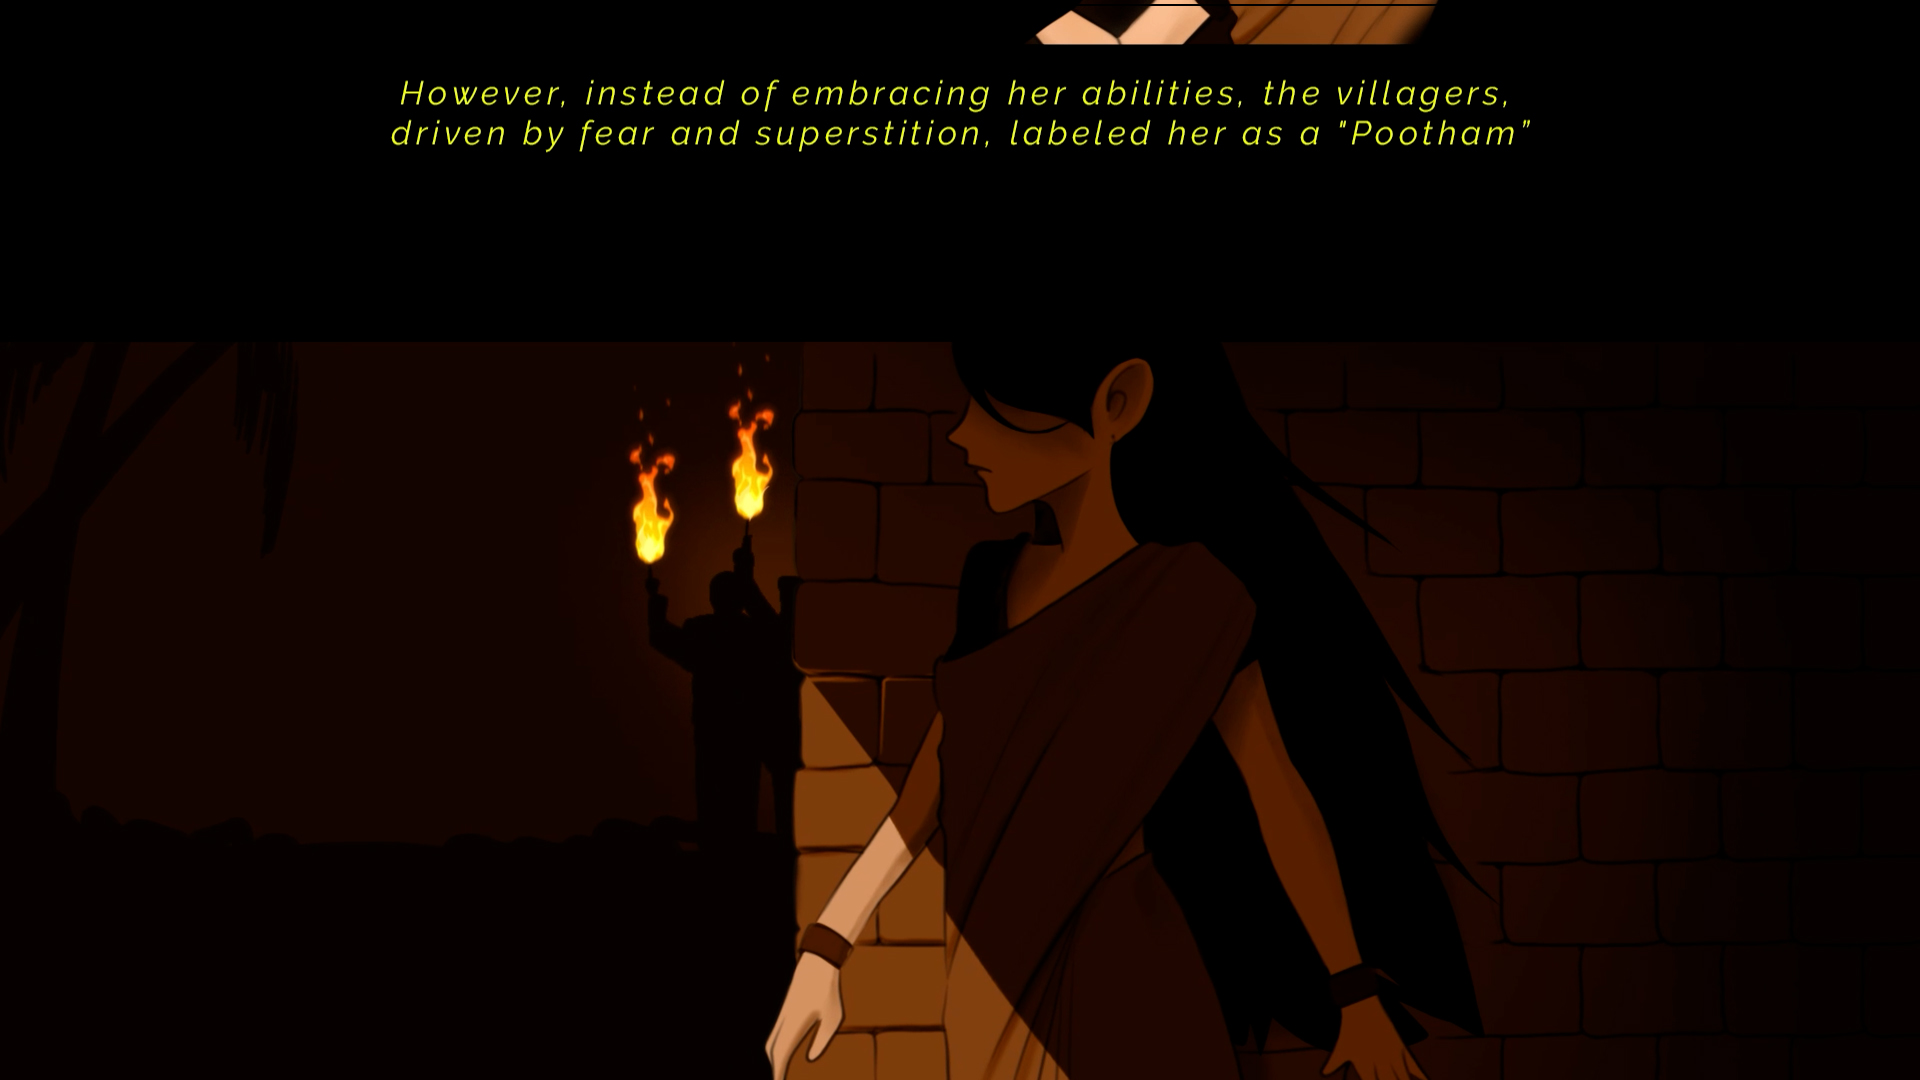 However, instead of embracing her abilities, the villagers,
driven by fear and superstition, labeled her as a "Pootham”